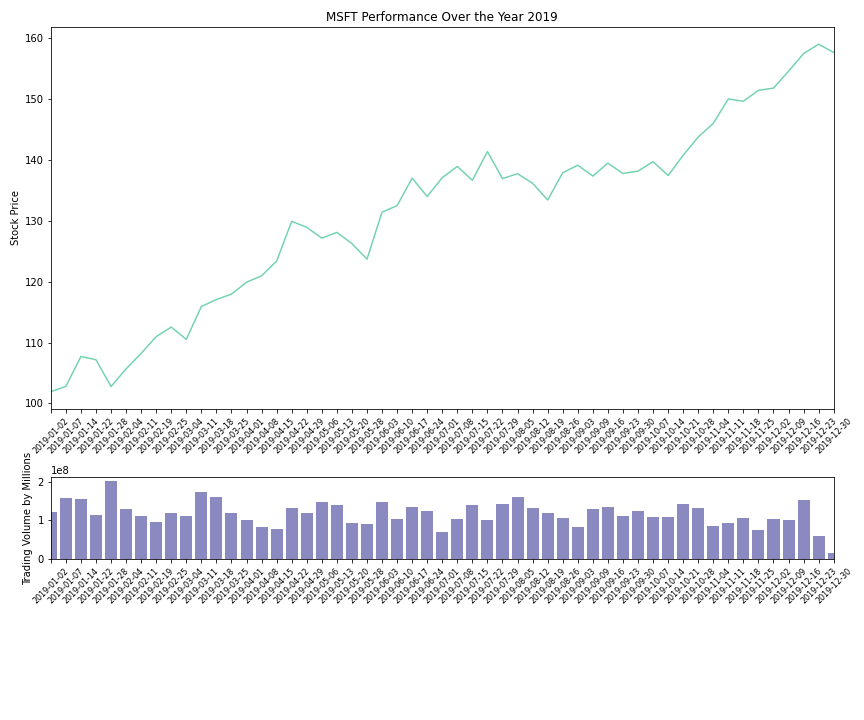 MSFT Performance Over the Year 2019
Stock Price
160
150
140
130
120
110
100
2019-01-02 2019-01-07 2019-01-14 2019-01-22 2019-01-28 2019-02-04 2019-02-11 2019-02-19 2019-02-25 2019-03-04 2019-03-11 2019-03-18 2019-03-25 2019-04-01 2019-04-08 2019-04-15 2019-04-22 2019-04-29 2019-05-06 2019-05-13 2019-05-20 2019-05-28 2019-06-03 2019-06-10 2019-06-17 2019-06-24 2019-07-01 2019-07-08 2019-07-15 2019-07-22 2019-07-29 2019-08-05 2019-08-12 2019-08-19 2019-08-26 2019-09-03 2019-09-09 2019-09-16 2019-09-23 2019-09-30 2019-10-07 2019-10-14 2019-10-21 2019-10-28 2019-11-04 2019-11-11 2019-11-18 2019-11-25 2019-12-02 2019-12-09 2019-12-16 2019-12-23 2019-12-30
Trading Volume by Millions
1e8
2
1
0
2019-01-02 2019-01-07 2019-01-14 2019-01-22 2019-01-28 2019-02-04 2019-02-11 2019-02-19 2019-02-25 2019-03-04 2019-03-11 2019-03-18 2019-03-25 2019-04-01 2019-04-08 2019-04-15 2019-04-22 2019-04-29 2019-05-06 2019-05-13 2019-05-20 2019-05-28 2019-06-03 2019-06-10 2019-06-17 2019-06-24 2019-07-01 2019-07-08 2019-07-15 2019-07-22 2019-07-29 2019-08-05 2019-08-12 2019-08-19 2019-08-26 2019-09-03 2019-09-09 2019-09-16 2019-09-23 2019-09-30 2019-10-07 2019-10-14 2019-10-21 2019-10-28 2019-11-04 2019-11-11 2019-11-18 2019-11-25 2019-12-02 2019-12-09 2019-12-16 2019-12-23 2019-12-30